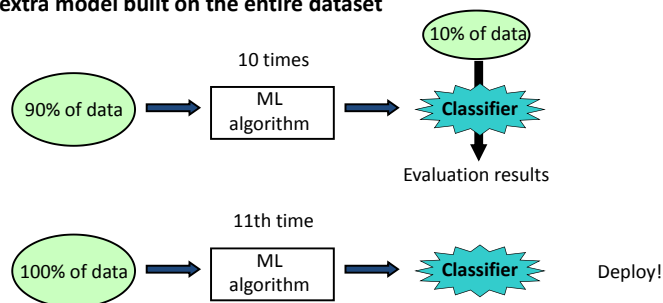 extra model built on the entire dataset
10% of data
10 times
90% of data
ML
algorithm
Classifier
Evaluation results
11th time
100% of data
ML
algorithm
Classifier
Deploy!